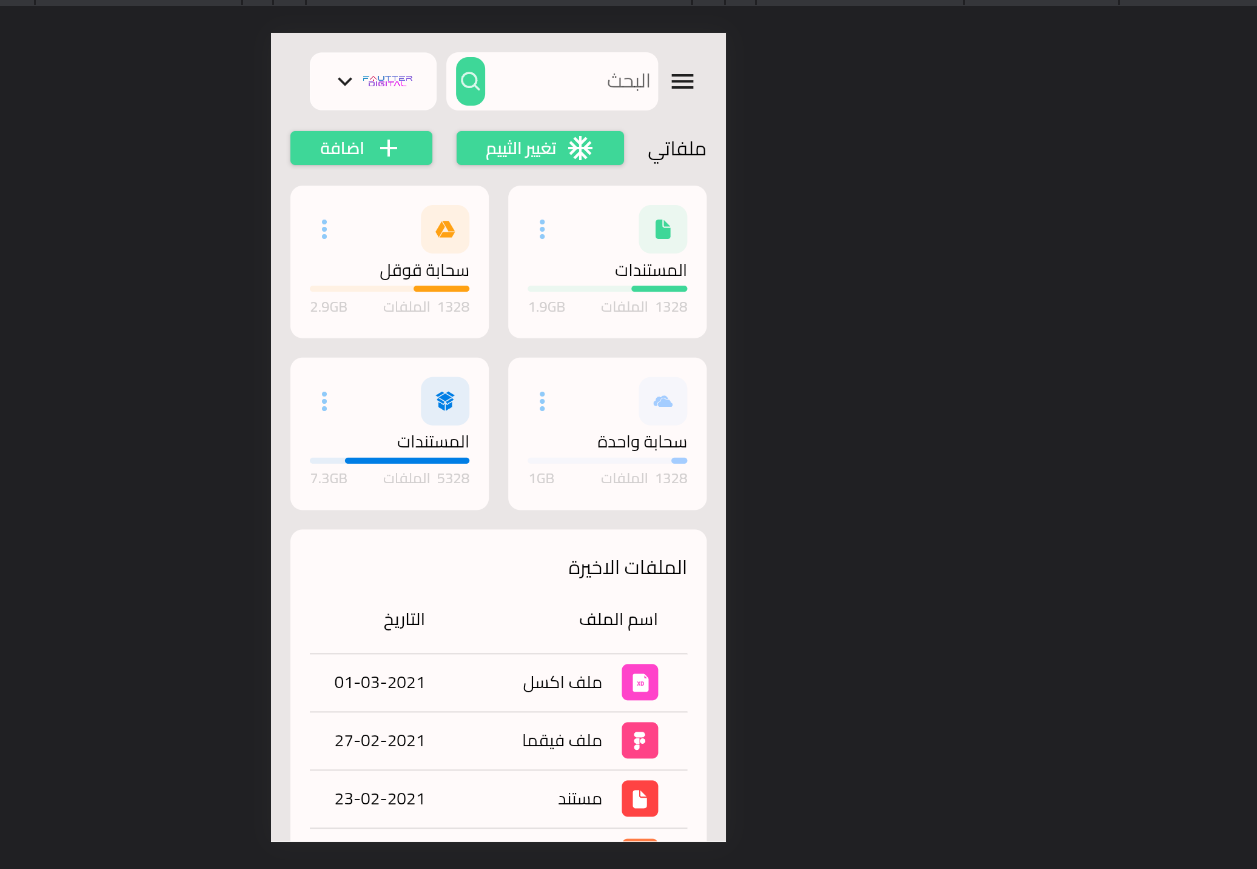 البحث
FAUTTER
DIGITAL
ملفاتي
تغيير الثييم
اضافة
المستندات
1328 الملفات 1.9GB
سحابة قوقل
1328 الملفات 2.9GB
سحابة واحدة
1328 الملفات 1GB
المستندات
5328 الملفات 7.3GB
الملفات الاخيرة
اسم الملف التاريخ
XD ملف اكسل 01-03-2021
ملف فيقما 27-02-2021
مستند 23-02-2021